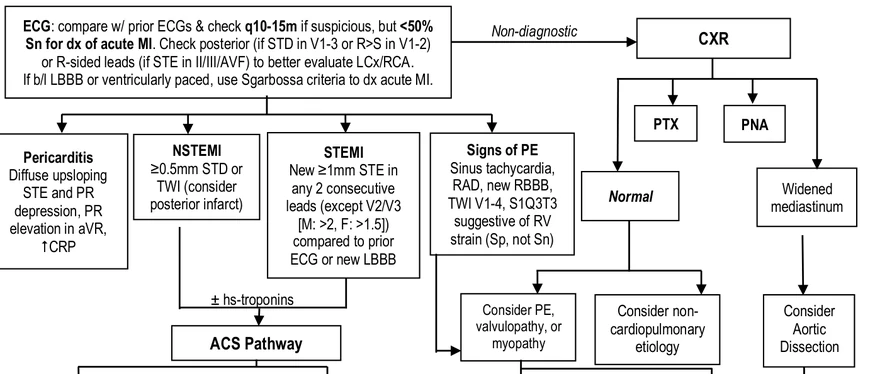 ECG: compare w/ prior ECGs & check q10-15m if suspicious, but <50%
Sn for dx of acute MI. Check posterior (if STD in V1-3 or R>S in V1-2)
or R-sided leads (if STE in II/III/AVF) to better evaluate LCx/RCA.
If b/l LBBB or ventricularly paced, use Sgarbossa criteria to dx acute MI.
Non-diagnostic
CXR
PTX
PNA
Pericarditis
Diffuse upsloping
STE and PR
depression, PR
elevation in aVR,
↑CRP
NSTEMI
≥0.5mm STD or
TWI (consider
posterior infarct)
STEMI
New ≥1mm STE in
any 2 consecutive
leads (except V2/V3
[M: >2, F: >1.5])
compared to prior
ECG or new LBBB
Signs of PE
Sinus tachycardia,
RAD, new RBBB,
TWI V1-4, S1Q3T3
suggestive of RV
strain (Sp, not Sn)
Normal
Widened
mediastinum
± hs-troponins
ACS Pathway
Consider PE,
valvulopathy, or
myopathy
Consider non-
cardiopulmonary
etiology
Consider
Aortic
Dissection